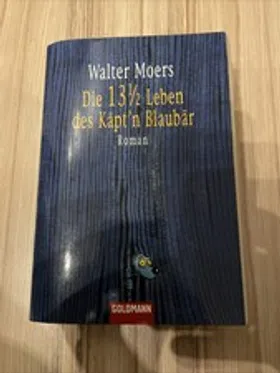 Walter Moers
Die 13½ Leben
des Käpt'n Blaubär
Roman
GOLDMANN